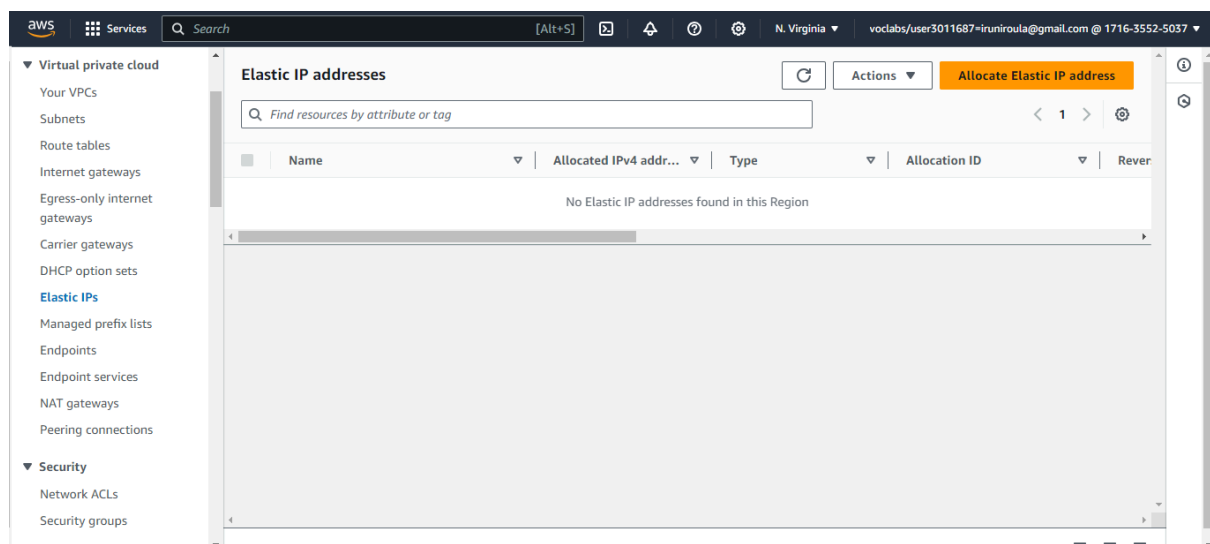 aws Services Search [Alt+S] N. Virginia voclabs/user3011687=iruniroula@gmail.com @ 1716-3552-5037
Virtual private cloud
Your VPCs
Subnets
Route tables
Internet gateways
Egress-only internet
gateways
Carrier gateways
DHCP option sets
Elastic IPs
Managed prefix lists
Endpoints
Endpoint services
NAT gateways
Peering connections
Security
Network ACLs
Security groups
Elastic IP addresses Actions Allocate Elastic IP address
Find resources by attribute or tag 1
Name Allocated IPv4 addr... Type Allocation ID Rever
No Elastic IP addresses found in this Region